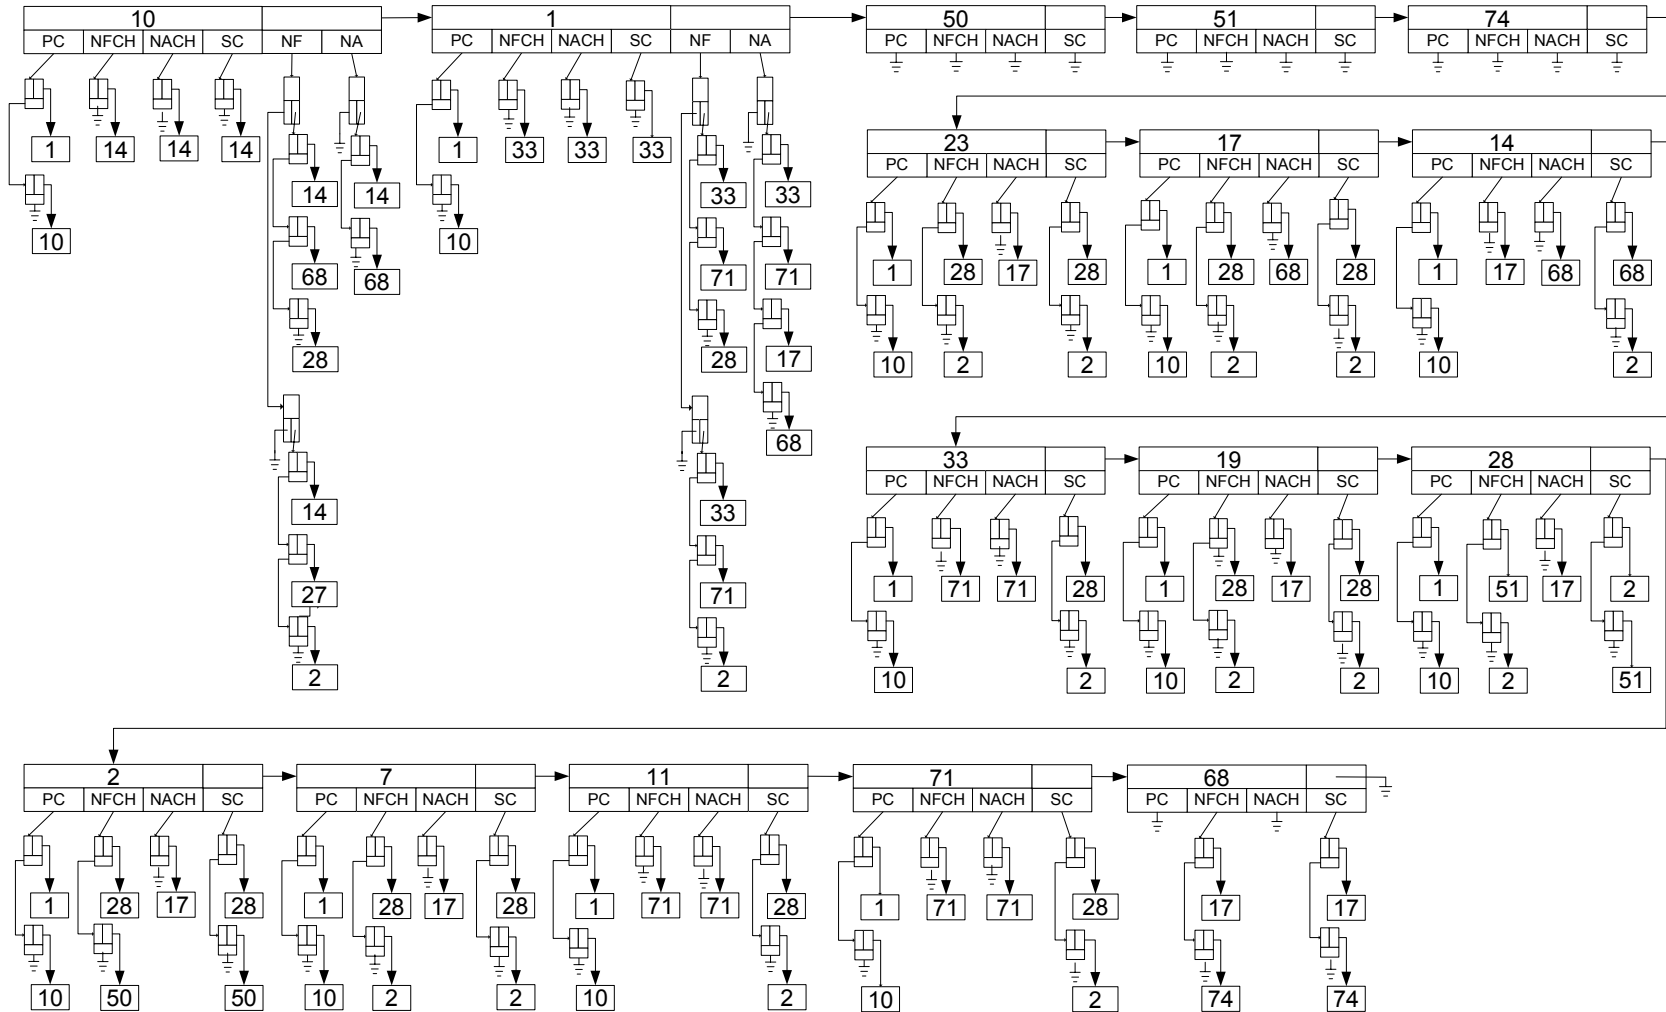 10 1 50 51 74
PC NFCH NACH SC NF NA PC NFCH NACH SC NF NA PC NFCH NACH SC PC NFCH NACH SC PC NFCH NACH SC
1 14 14 14 1 33 33 33
14 14 33 33
10 10
68 68 71 71
28 28 17
68
14 33
27 71
2 2
23 17 14
PC NFCH NACH SC PC NFCH NACH SC PC NFCH NACH SC
1 28 17 28 1 28 68 28 1 17 68 68
10 2 2 10 2 2 10 2
33 19 28
PC NFCH NACH SC PC NFCH NACH SC PC NFCH NACH SC
1 71 71 28 1 28 17 28 1 51 17 2
10 2 10 2 2 10 2 51
2 7 11 71 68
PC NFCH NACH SC PC NFCH NACH SC PC NFCH NACH SC PC NFCH NACH SC PC NFCH NACH SC
1 28 17 28 1 28 17 28 1 71 71 28 1 71 71 28 17 17
10 50 50 10 2 2 10 2 10 2 74 74